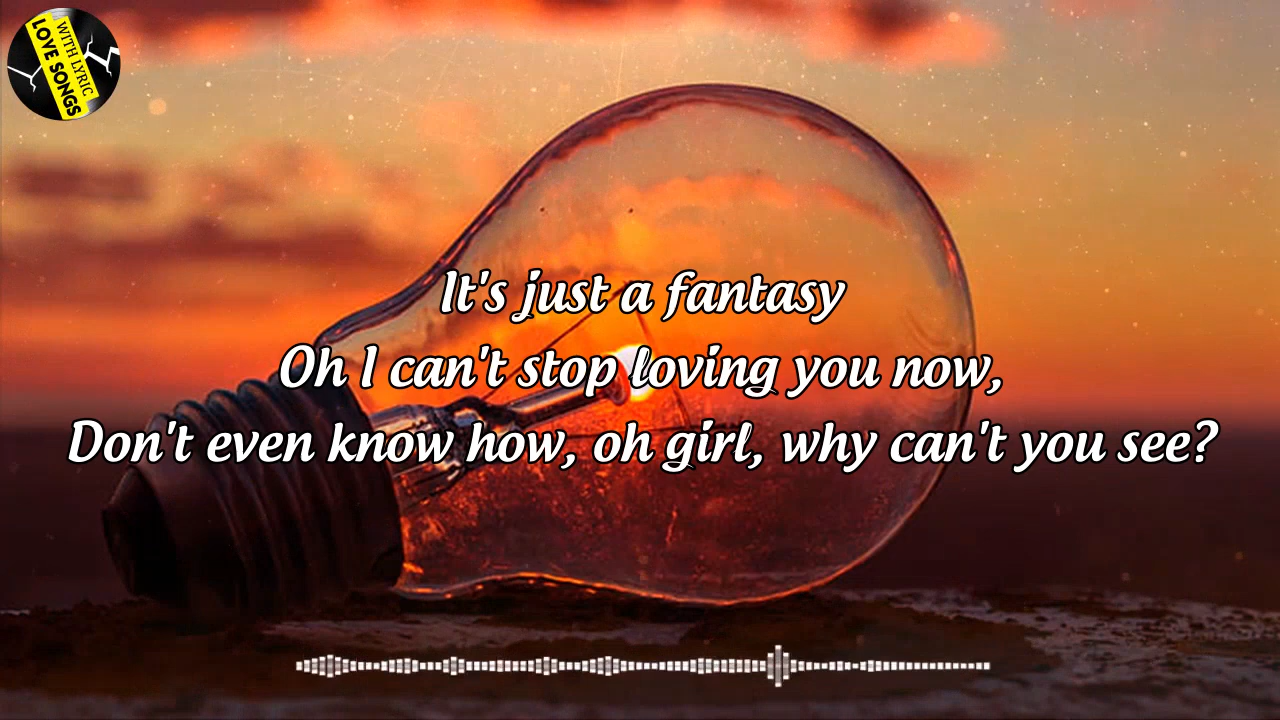 WITH LYRIC
LOVE SONGS
It's just a fantasy
Oh I can't stop loving you now,
Don't even know how, oh girl, why can't you see?